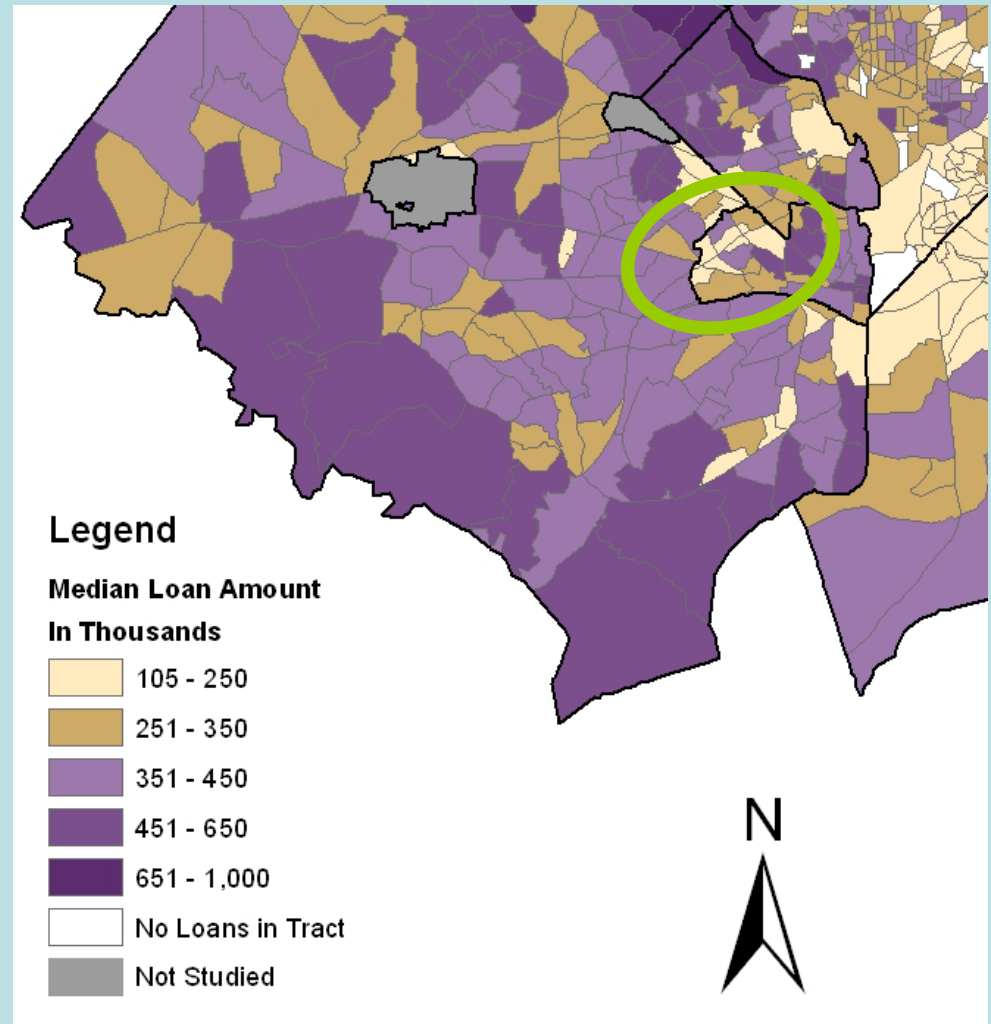 Legend
Median Loan Amount
In Thousands
105 - 250
251 - 350
351 - 450
451 - 650
651 - 1,000
No Loans in Tract
Not Studied
N